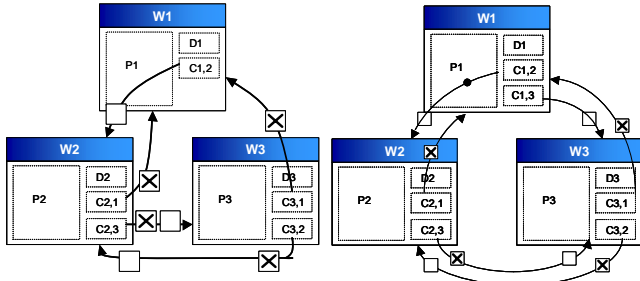 W1
P1
D1
C1,2
W2
P2
D2
C2,1
C2,3
W3
P3
D3
C3,1
C3,2
W1
P1
D1
C1,2
C1,3
W2
P2
D2
C2,1
C2,3
W3
P3
D3
C3,1
C3,2